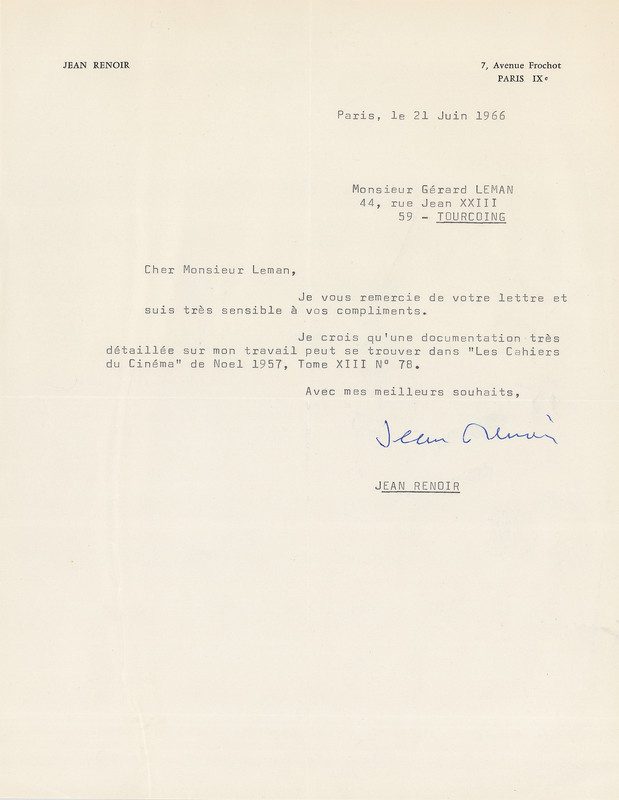 JEAN RENOIR
7, Avenue Frochot
PARIS IXe
Paris, le 21 Juin 1966
Monsieur Gérard LEMAN
44, rue Jean XXIII
59 - TOURCOING
Cher Monsieur Leman,
Je vous remercie de votre lettre et
suis très sensible à vos compliments.
Je crois qu'une documentation très
détaillée sur mon travail peut se trouver dans "Les Cahiers
du Cinéma" de Noel 1957, Tome XIII N° 78.
Avec mes meilleurs souhaits,
Jean Renoir
JEAN RENOIR